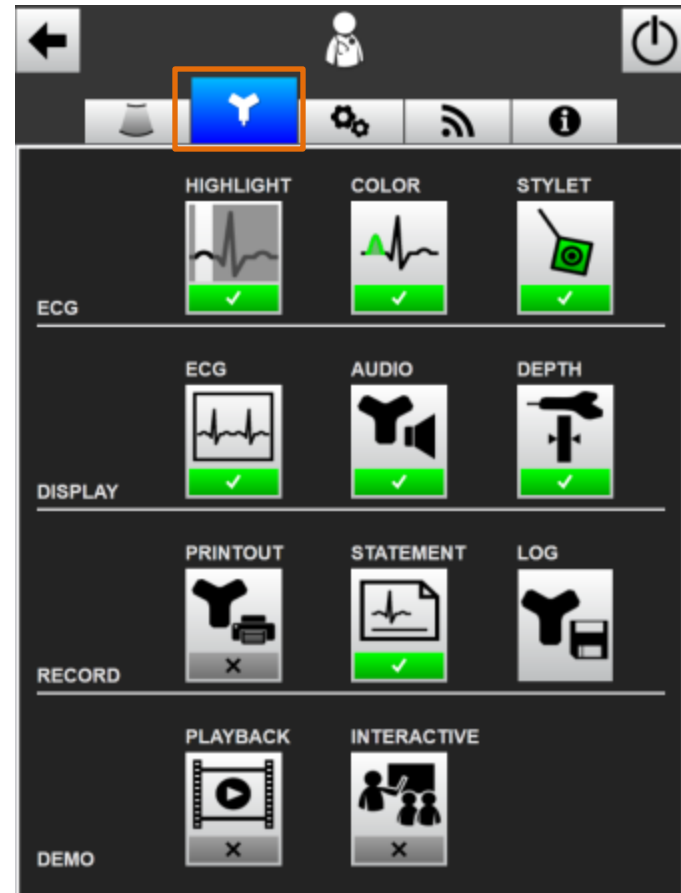 HIGHLIGHT COLOR STYLET
ECG
ECG AUDIO DEPTH
DISPLAY
PRINTOUT STATEMENT LOG
RECORD
PLAYBACK INTERACTIVE
DEMO